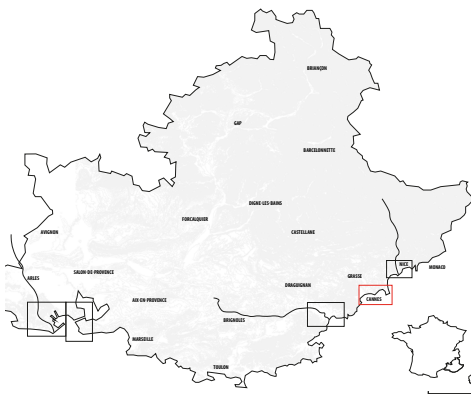 BRIANÇON
GAP
BARCELONNETTE
DIGNE-LES-BAINS
FORCALQUIER
CASTELLANE
AVIGNON
NICE
MONACO
SALON-DE-PROVENCE
GRASSE
ARLES
DRAGUIGNAN
AIX-EN-PROVENCE
CANNES
BRIGNOLES
MARSEILLE
TOULON